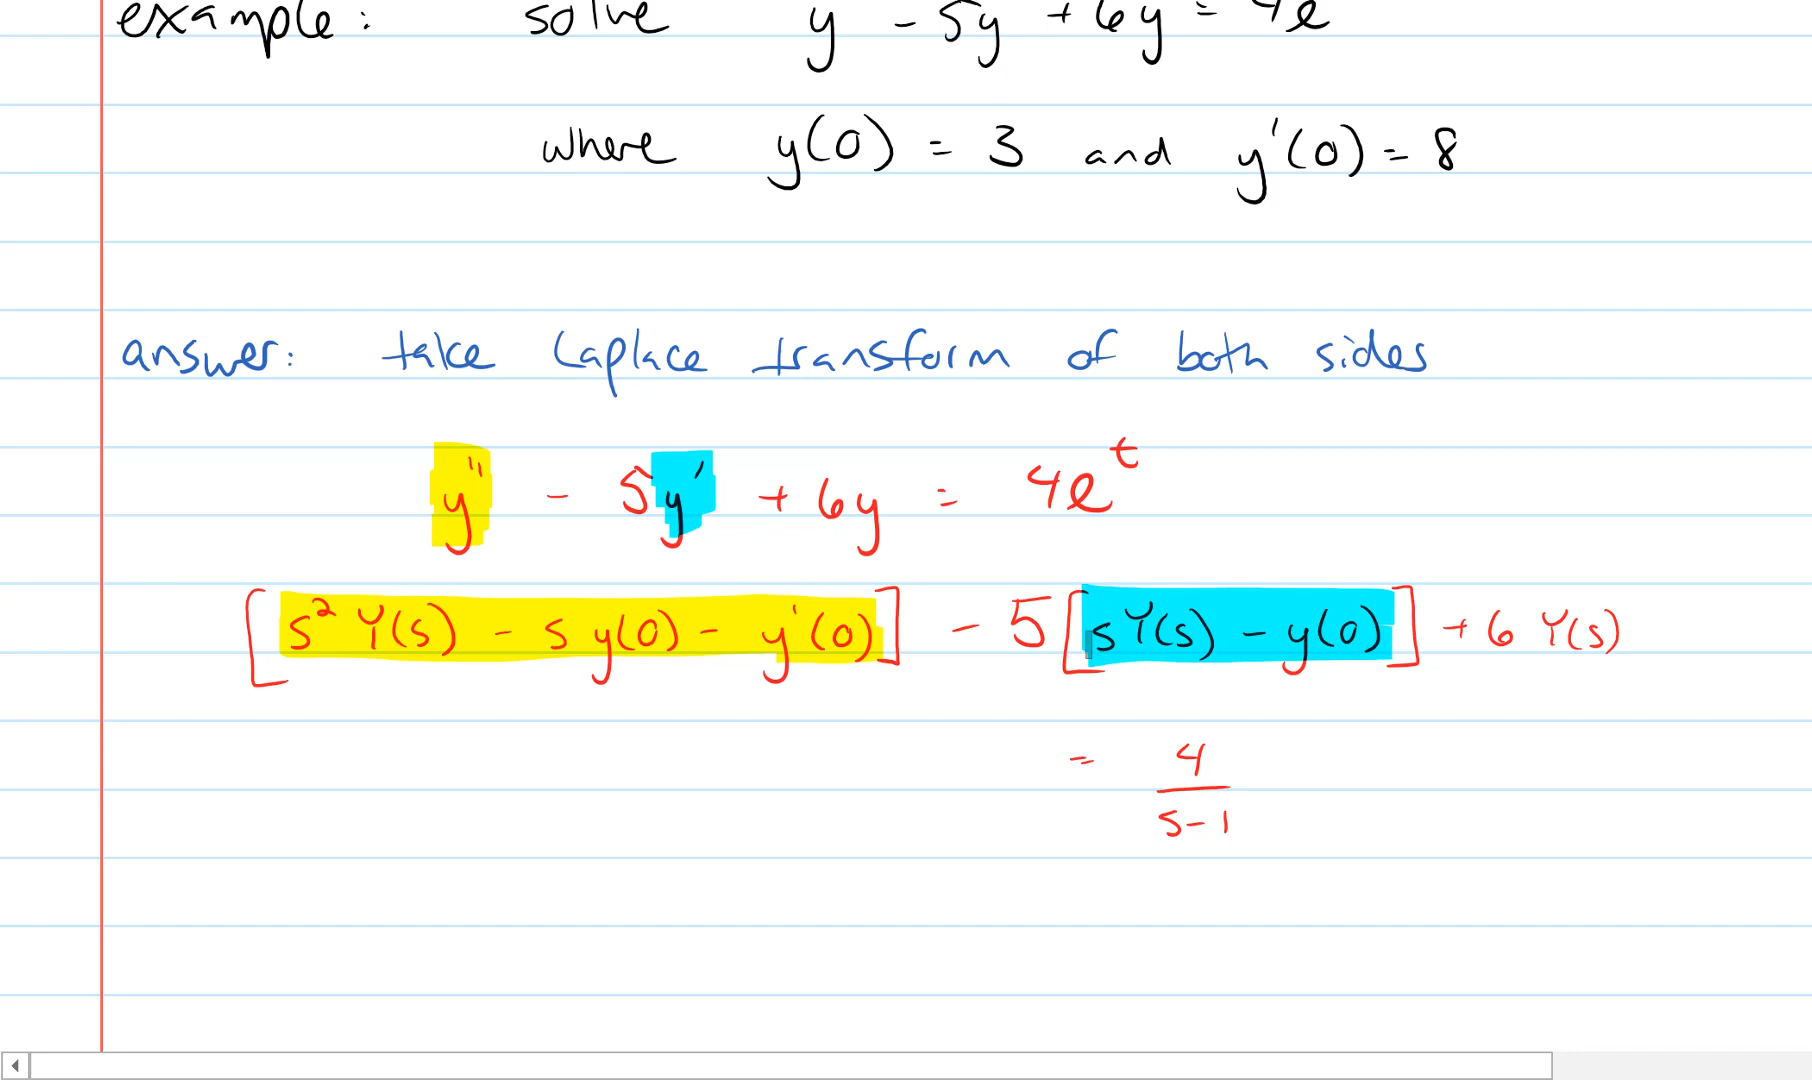 example: solve y - 5y + 6y = 4e
where y(0) = 3 and y'(0) = 8
answer: take Laplace transform of both sides
y'' - 5y' + 6y = 4e^t
[s² Y(s) - s y(0) - y'(0)] - 5[sY(s) - y(0)] + 6 Y(s)
= 4/(s-1)